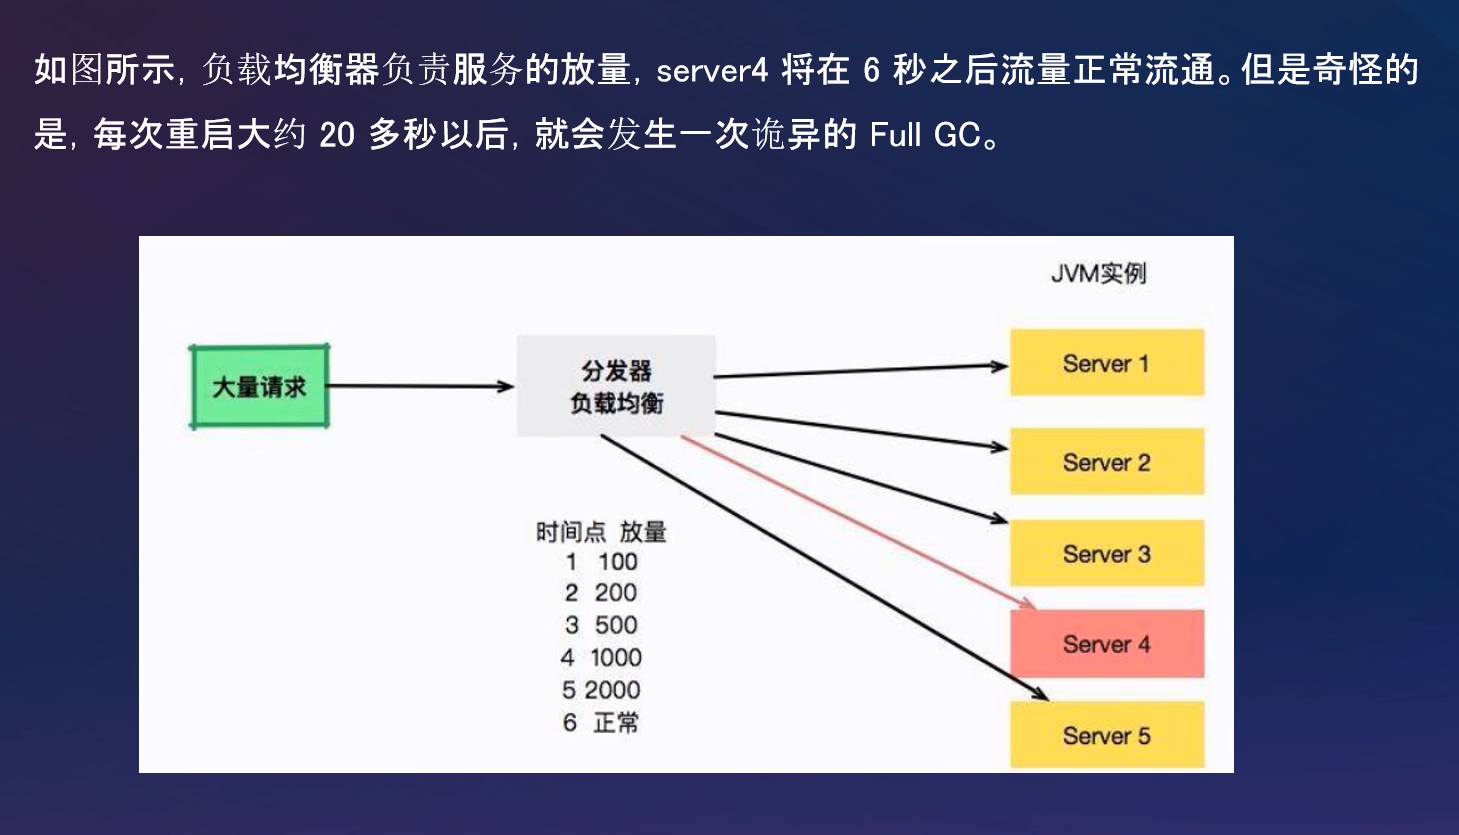 如图所示, 负载均衡器负责服务的放量, server4 将在 6 秒之后流量正常流通。但是奇怪的
是, 每次重启大约 20 多秒以后, 就会发生一次诡异的 Full GC。
JVM实例
大量请求
分发器
负载均衡
Server 1
Server 2
Server 3
Server 4
Server 5
时间点 放量
1 100
2 200
3 500
4 1000
5 2000
6 正常